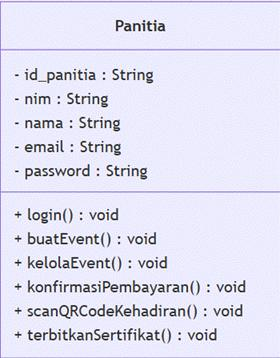 Panitia
- id_panitia : String
- nim : String
- nama : String
- email : String
- password : String
+ login() : void
+ buatEvent() : void
+ kelolaEvent() : void
+ konfirmasiPembayaran() : void
+ scanQRCodeKehadiran() : void
+ terbitkanSertifikat() : void